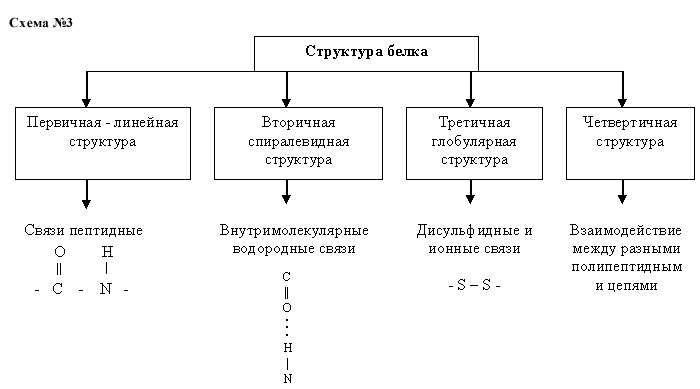 Схема №3
Структура белка
Первичная - линейная
структура
Вторичная
спиралевидная
структура
Третичная
глобулярная
структура
Четвертичная
структура
Связи пептидные
O H
‖ |
- C - N -
Внутримолекулярные
водородные связи
C
‖
O
⋮
H
|
N
Дисульфидные и
ионные связи
- S – S -
Взаимодействие
между разными
полипептидным
и цепями